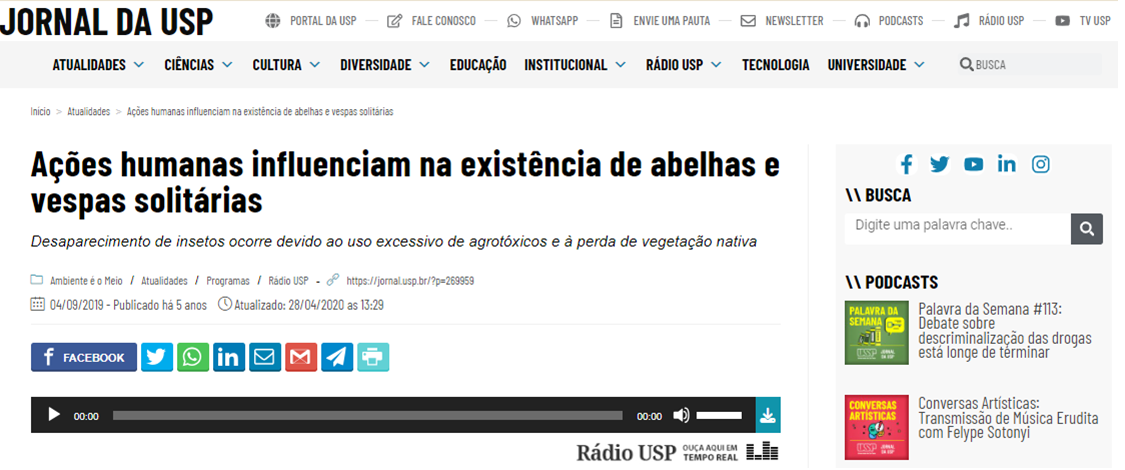 JORNAL DA USP
PORTAL DA USP
FALE CONOSCO
WHATSAPP
ENVIE UMA PAUTA
NEWSLETTER
PODCASTS
RÁDIO USP
TV USP
ATUALIDADES
CIÊNCIAS
CULTURA
DIVERSIDADE
EDUCAÇÃO
INSTITUCIONAL
RÁDIO USP
TECNOLOGIA
UNIVERSIDADE
BUSCA
Início > Atualidades > Ações humanas influenciam na existência de abelhas e vespas solitárias
Ações humanas influenciam na existência de abelhas e
vespas solitárias
Desaparecimento de insetos ocorre devido ao uso excessivo de agrotóxicos e à perda de vegetação nativa
Ambiente é o Meio / Atualidades / Programas / Rádio USP - https://jornal.usp.br/?p=269959
04/09/2019 - Publicado há 5 anos Atualizado: 28/04/2020 as 13:29
FACEBOOK
00:00 00:00
Rádio USP OUÇA AQUI EM
TEMPO REAL
\\ BUSCA
Digite uma palavra chave..
\\ PODCASTS
PALAVRA DA
SEMANA
JORNAL
DA USP
Palavra da Semana #113:
Debate sobre
descriminalização das drogas
está longe de terminar
CONVERSAS
ARTÍSTICAS
JORNAL
DA USP
Conversas Artísticas:
Transmissão de Música Erudita
com Felype Sotonyi